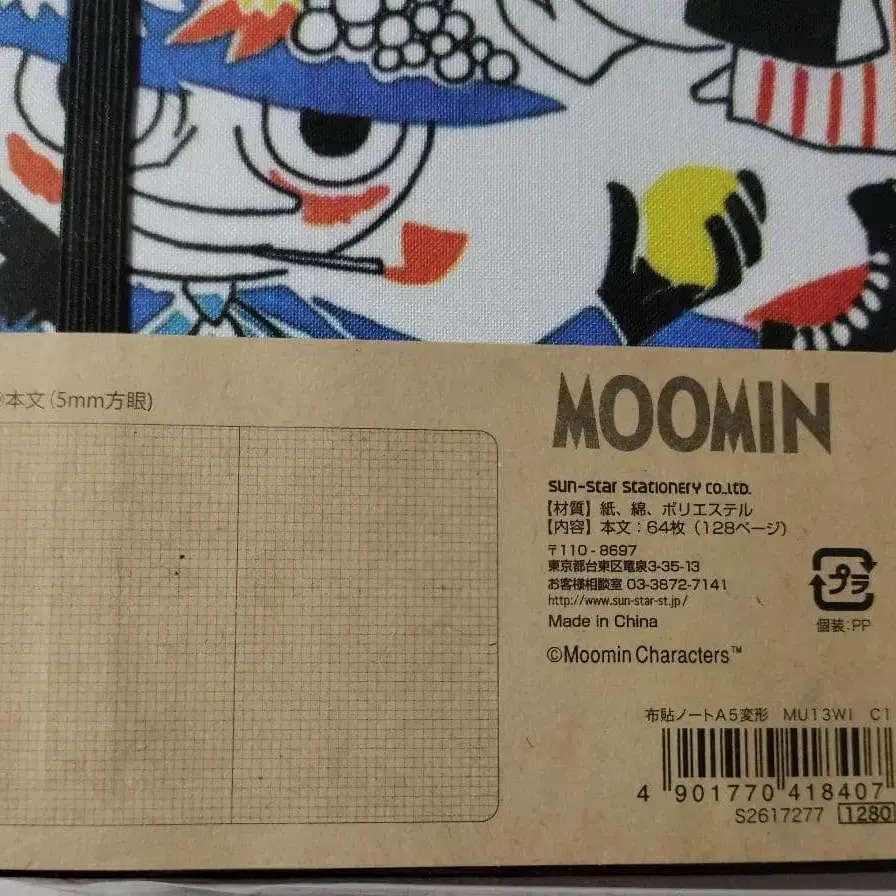 本文(5mm方眼)
MOOMIN
sun-star stationery co.,ltd.
【材質】紙、綿、ポリエステル
【内容】本文:64枚(128ページ)
〒110-8697
東京都台東区竜泉3-35-13
お客様相談室 03-3872-7141
http://www.sun-star-st.jp/
Made in China
プラ
個装:PP
©Moomin Characters™
布貼ノートA5変形 MU13WI C1
4 901770 418407
S2617277 1280